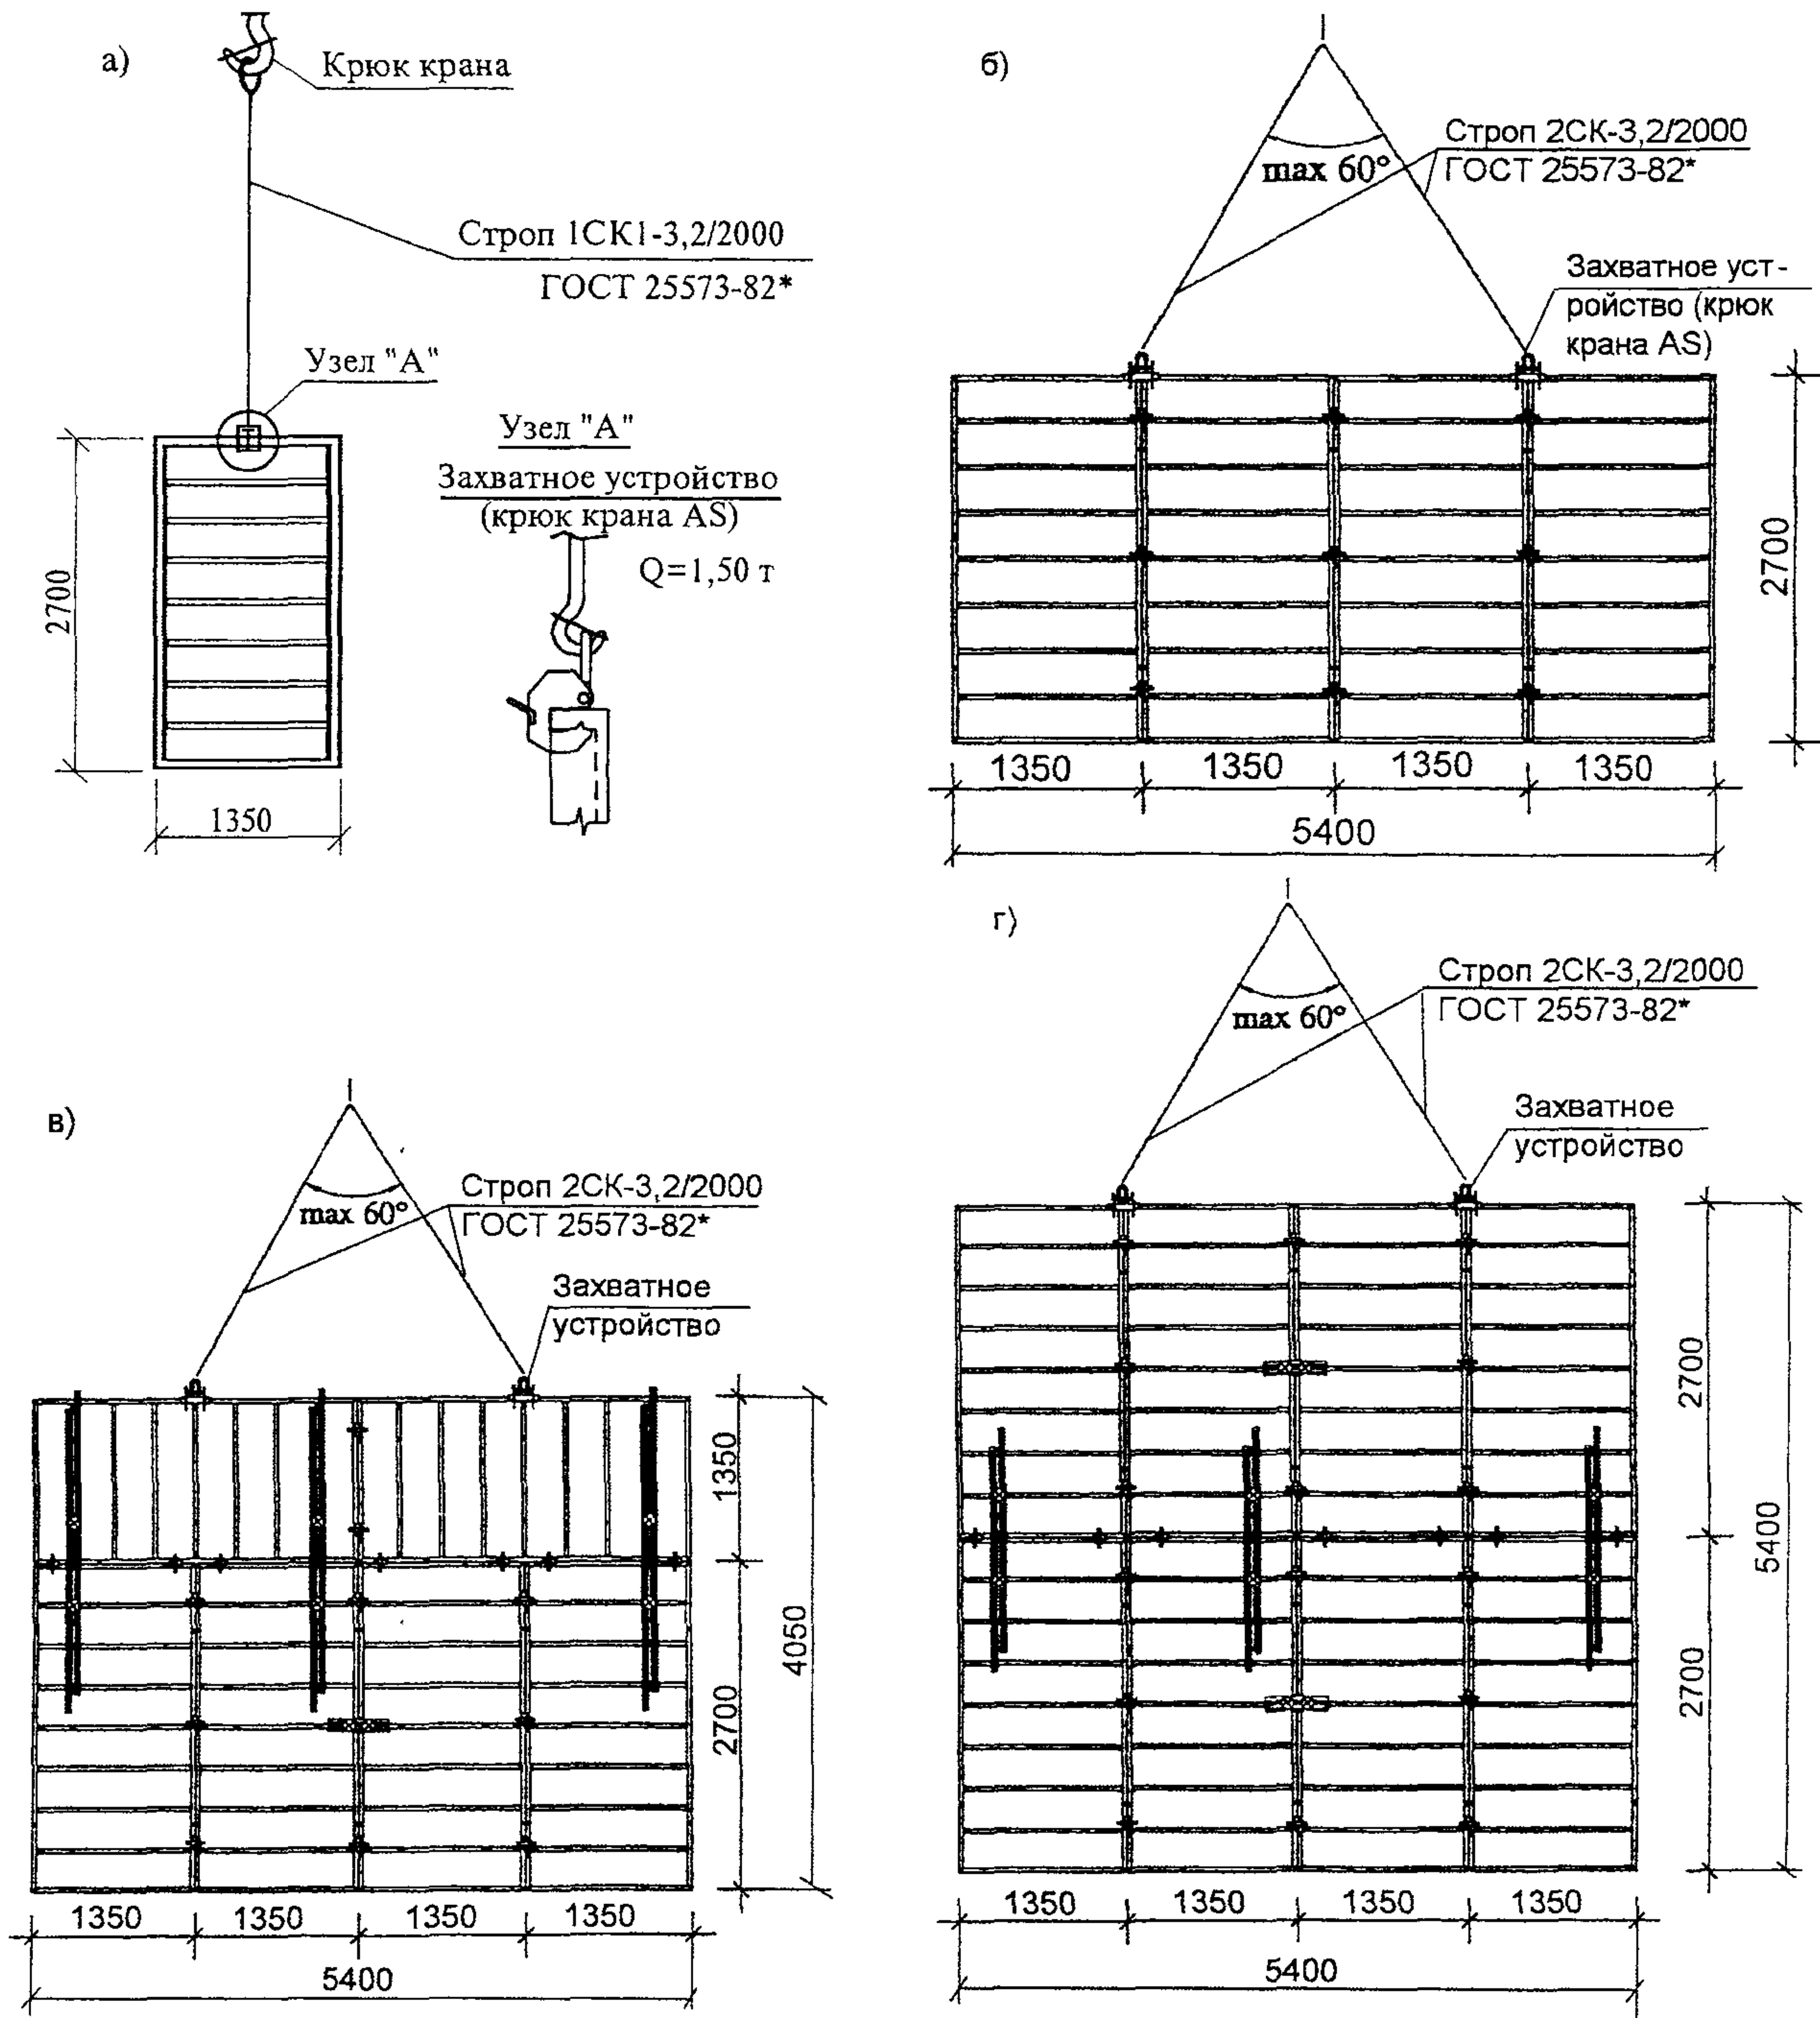 а)
Крюк крана
Строп 1СК1-3,2/2000
ГОСТ 25573-82*
Узел "А"
Узел "А"
Захватное устройство
(крюк крана AS)
Q=1,50 т
2700
1350
б)
max 60°
Строп 2СК-3,2/2000
ГОСТ 25573-82*
Захватное уст-
ройство (крюк
крана AS)
2700
1350 1350 1350 1350
5400
в)
max 60°
Строп 2СК-3,2/2000
ГОСТ 25573-82*
Захватное
устройство
1350
2700
4050
1350 1350 1350 1350
5400
г)
max 60°
Строп 2СК-3,2/2000
ГОСТ 25573-82*
Захватное
устройство
2700
2700
5400
1350 1350 1350 1350
5400